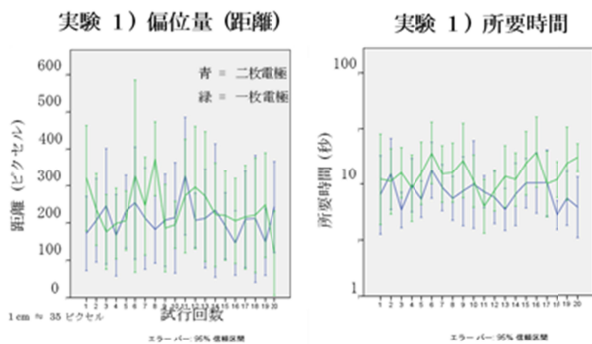 実験 1）偏位量（距離）
600
500
400
300
200
100
0
距離（ピクセル）
青 = 二枚電極
緑 = 一枚電極
1 2 3 4 5 6 7 8 9 10 11 12 13 14 15 16 17 18 19 20
試行回数
1 cm ≒ 35 ピクセル
エラー バー: 95% 信頼区間
実験 1）所要時間
100
10
1
所要時間（秒）
1 2 3 4 5 6 7 8 9 10 11 12 13 14 15 16 17 18 19 20
エラー バー: 95% 信頼区間